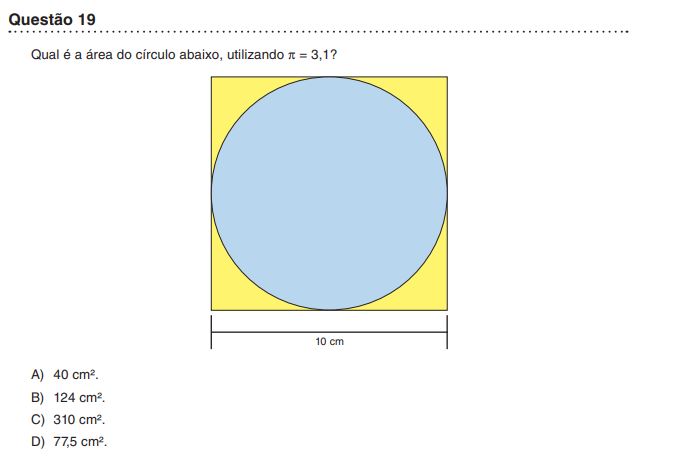 Questão 19
Qual é a área do círculo abaixo, utilizando π = 3,1?
10 cm
A) 40 cm².
B) 124 cm².
C) 310 cm².
D) 77,5 cm².